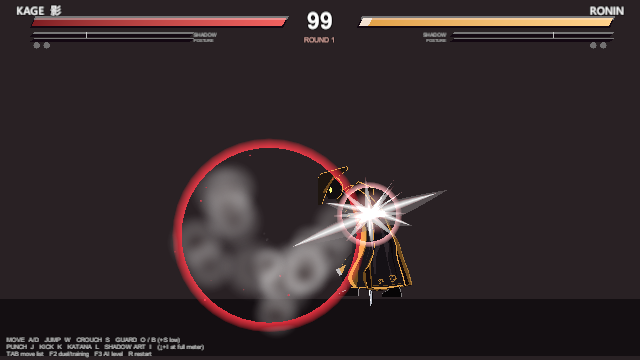 KAGE 影
99
RONIN
ROUND 1
SHADOW
POSTURE
SHADOW
POSTURE
MOVE A/D JUMP W CROUCH S GUARD O / B (+S low)
PUNCH J KICK K KATANA L SHADOW ART I (↓+I at full meter)
TAB move list F2 duel/training F3 AI level R restart